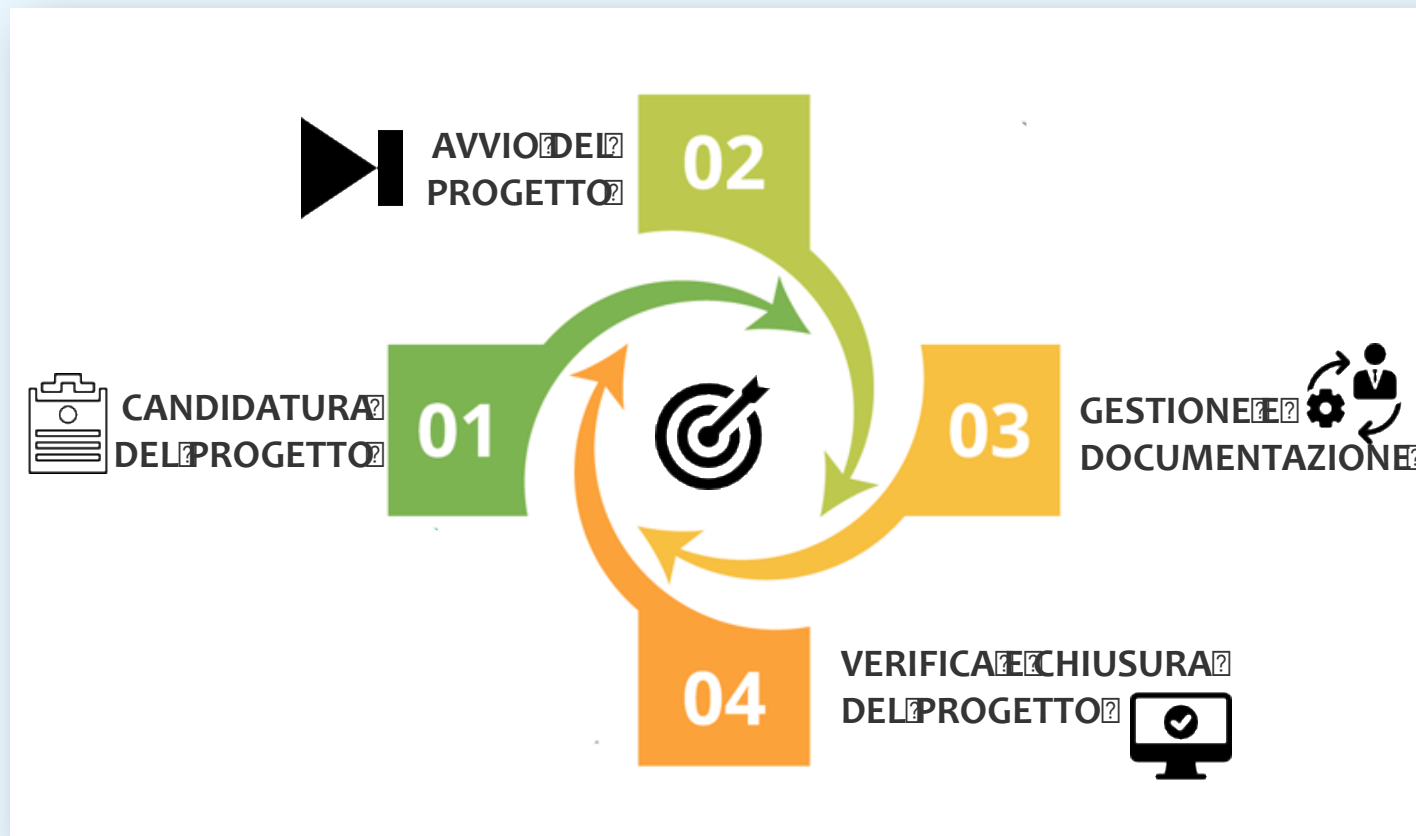 01
CANDIDATURA
DEL PROGETTO
02
AVVIO DEL
PROGETTO
03
GESTIONE E
DOCUMENTAZIONE
04
VERIFICA E CHIUSURA
DEL PROGETTO